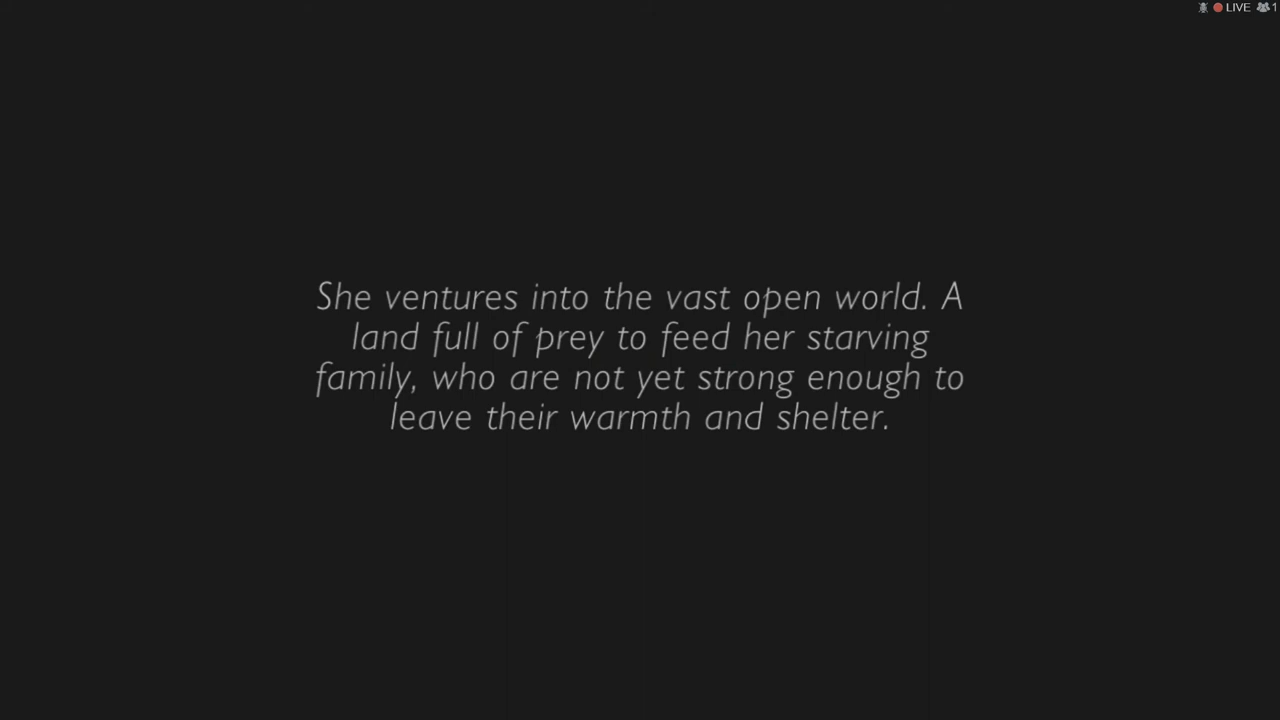 LIVE 1
She ventures into the vast open world. A
land full of prey to feed her starving
family, who are not yet strong enough to
leave their warmth and shelter.